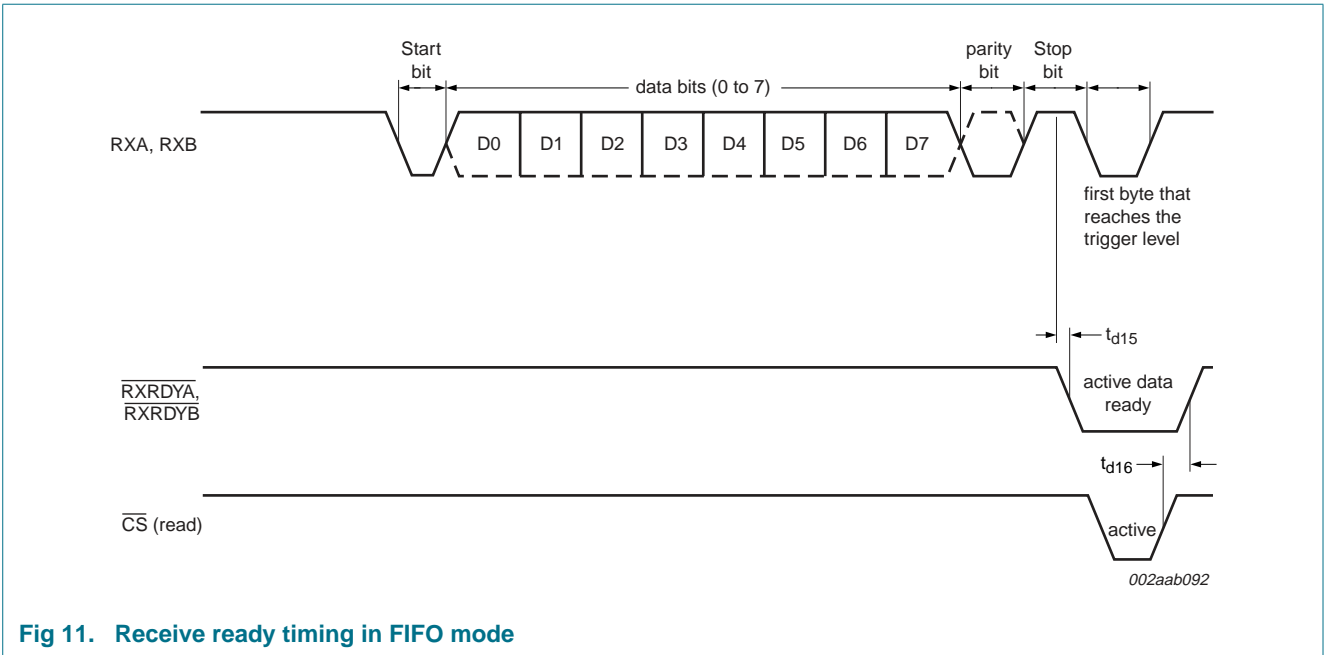 Start
bit
data bits (0 to 7)
parity
bit
Stop
bit
RXA, RXB
D0 D1 D2 D3 D4 D5 D6 D7
first byte that
reaches the
trigger level
td15
RXRDYA,
RXRDYB
active data
ready
td16
CS (read)
active
002aab092
Fig 11. Receive ready timing in FIFO mode